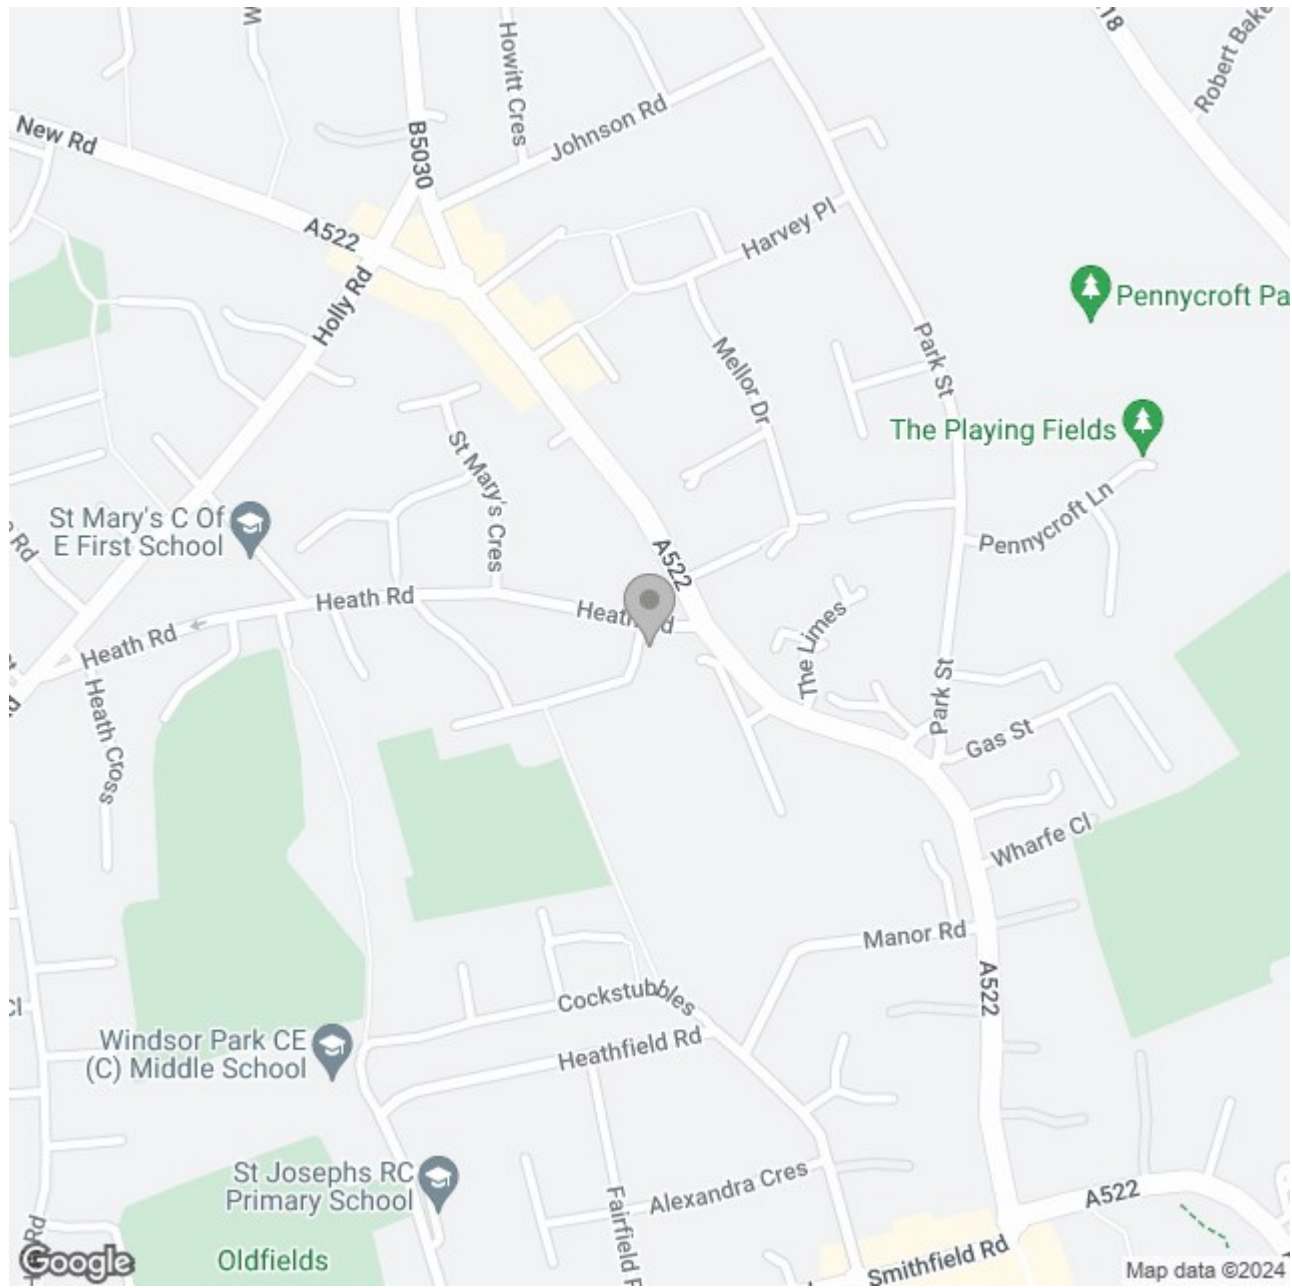 Howitt Cres
Johnson Rd
New Rd
B5030
A522
Holly Rd
Harvey Pl
Mellor Dr
Park St
Pennycroft Pa
The Playing Fields
Pennycroft Ln
Robert Bake
St Mary's Cres
St Mary's C Of
E First School
A522
Heath Rd
Heath Rd
Heath Rd
Heath Cross
The Limes
Park St
Gas St
Wharfe Cl
Manor Rd
A522
Cockstubbles
Windsor Park CE
(C) Middle School
Heathfield Rd
St Josephs RC
Primary School
Alexandra Cres
Fairfield R
A522
Oldfields
Smithfield Rd
Google
Map data ©2024